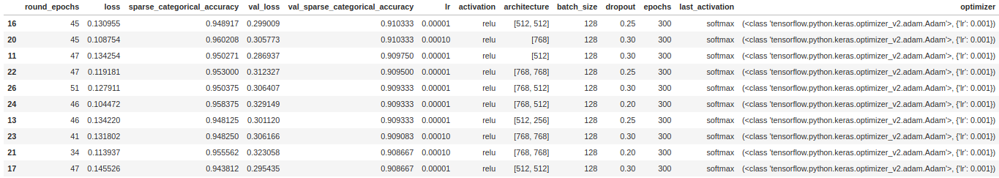 round_epochs loss sparse_categorical_accuracy val_loss val_sparse_categorical_accuracy lr activation architecture batch_size dropout epochs last_activation optimizer
16 45 0.130955 0.948917 0.299009 0.910333 0.00001 relu [512, 512] 128 0.25 300 softmax (<class 'tensorflow.python.keras.optimizer_v2.adam.Adam'>, {'lr': 0.001})
20 45 0.108754 0.960208 0.305773 0.910333 0.00010 relu [768] 128 0.30 300 softmax (<class 'tensorflow.python.keras.optimizer_v2.adam.Adam'>, {'lr': 0.001})
11 47 0.134254 0.950271 0.286937 0.909750 0.00001 relu [512] 128 0.30 300 softmax (<class 'tensorflow.python.keras.optimizer_v2.adam.Adam'>, {'lr': 0.001})
22 47 0.119181 0.953000 0.312327 0.909500 0.00001 relu [768, 768] 128 0.25 300 softmax (<class 'tensorflow.python.keras.optimizer_v2.adam.Adam'>, {'lr': 0.001})
26 51 0.127911 0.950375 0.306407 0.909333 0.00001 relu [768, 512] 128 0.30 300 softmax (<class 'tensorflow.python.keras.optimizer_v2.adam.Adam'>, {'lr': 0.001})
24 46 0.104472 0.958375 0.329149 0.909333 0.00001 relu [768, 512] 128 0.20 300 softmax (<class 'tensorflow.python.keras.optimizer_v2.adam.Adam'>, {'lr': 0.001})
13 46 0.134220 0.948125 0.301120 0.909333 0.00001 relu [512, 256] 128 0.25 300 softmax (<class 'tensorflow.python.keras.optimizer_v2.adam.Adam'>, {'lr': 0.001})
23 41 0.131802 0.948250 0.306166 0.909083 0.00010 relu [768, 768] 128 0.30 300 softmax (<class 'tensorflow.python.keras.optimizer_v2.adam.Adam'>, {'lr': 0.001})
21 34 0.113937 0.955562 0.323058 0.908667 0.00010 relu [768, 768] 128 0.20 300 softmax (<class 'tensorflow.python.keras.optimizer_v2.adam.Adam'>, {'lr': 0.001})
17 47 0.145526 0.943812 0.295435 0.908667 0.00001 relu [512, 512] 128 0.30 300 softmax (<class 'tensorflow.python.keras.optimizer_v2.adam.Adam'>, {'lr': 0.001})